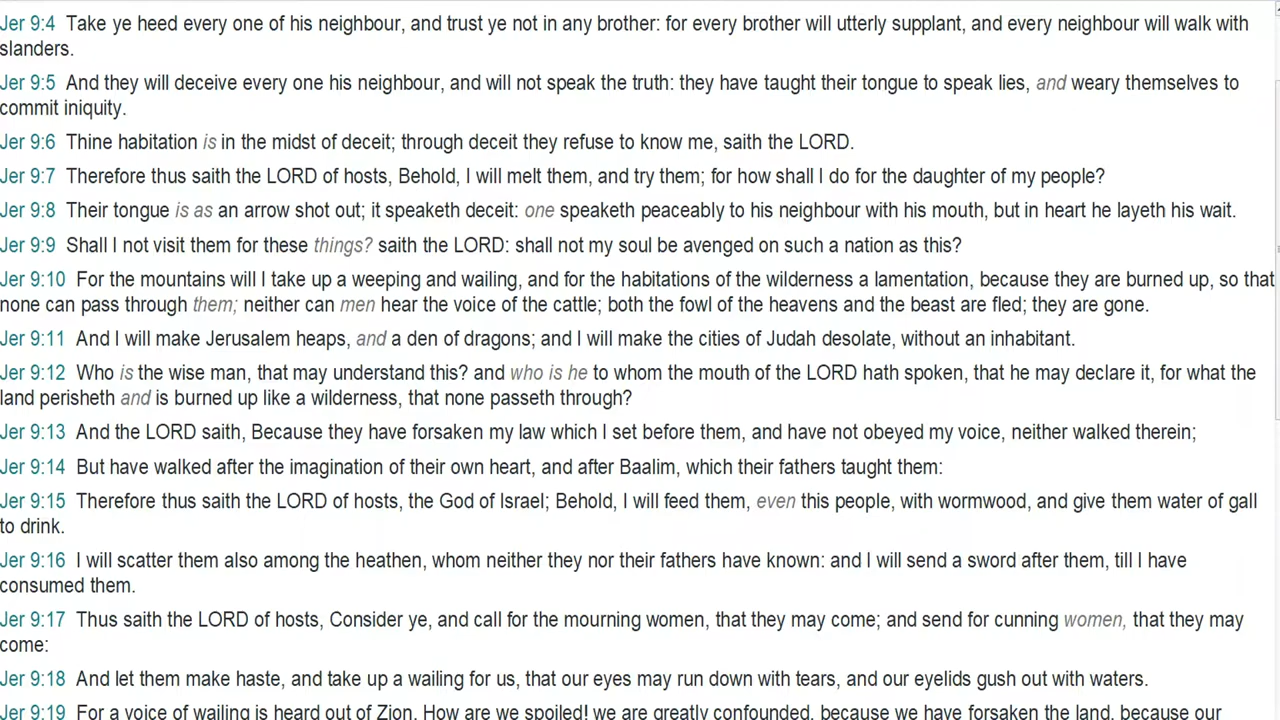 Jer 9:4 Take ye heed every one of his neighbour, and trust ye not in any brother: for every brother will utterly supplant, and every neighbour will walk with
slanders.
Jer 9:5 And they will deceive every one his neighbour, and will not speak the truth: they have taught their tongue to speak lies, and weary themselves to
commit iniquity.
Jer 9:6 Thine habitation is in the midst of deceit; through deceit they refuse to know me, saith the LORD.
Jer 9:7 Therefore thus saith the LORD of hosts, Behold, I will melt them, and try them; for how shall I do for the daughter of my people?
Jer 9:8 Their tongue is as an arrow shot out; it speaketh deceit: one speaketh peaceably to his neighbour with his mouth, but in heart he layeth his wait.
Jer 9:9 Shall I not visit them for these things? saith the LORD: shall not my soul be avenged on such a nation as this?
Jer 9:10 For the mountains will I take up a weeping and wailing, and for the habitations of the wilderness a lamentation, because they are burned up, so that
none can pass through them; neither can men hear the voice of the cattle; both the fowl of the heavens and the beast are fled; they are gone.
Jer 9:11 And I will make Jerusalem heaps, and a den of dragons; and I will make the cities of Judah desolate, without an inhabitant.
Jer 9:12 Who is the wise man, that may understand this? and who is he to whom the mouth of the LORD hath spoken, that he may declare it, for what the
land perisheth and is burned up like a wilderness, that none passeth through?
Jer 9:13 And the LORD saith, Because they have forsaken my law which I set before them, and have not obeyed my voice, neither walked therein;
Jer 9:14 But have walked after the imagination of their own heart, and after Baalim, which their fathers taught them:
Jer 9:15 Therefore thus saith the LORD of hosts, the God of Israel; Behold, I will feed them, even this people, with wormwood, and give them water of gall
to drink.
Jer 9:16 I will scatter them also among the heathen, whom neither they nor their fathers have known: and I will send a sword after them, till I have
consumed them.
Jer 9:17 Thus saith the LORD of hosts, Consider ye, and call for the mourning women, that they may come; and send for cunning women, that they may
come:
Jer 9:18 And let them make haste, and take up a wailing for us, that our eyes may run down with tears, and our eyelids gush out with waters.
Jer 9:19 For a voice of wailing is heard out of Zion, How are we spoiled! we are greatly confounded, because we have forsaken the land, because our